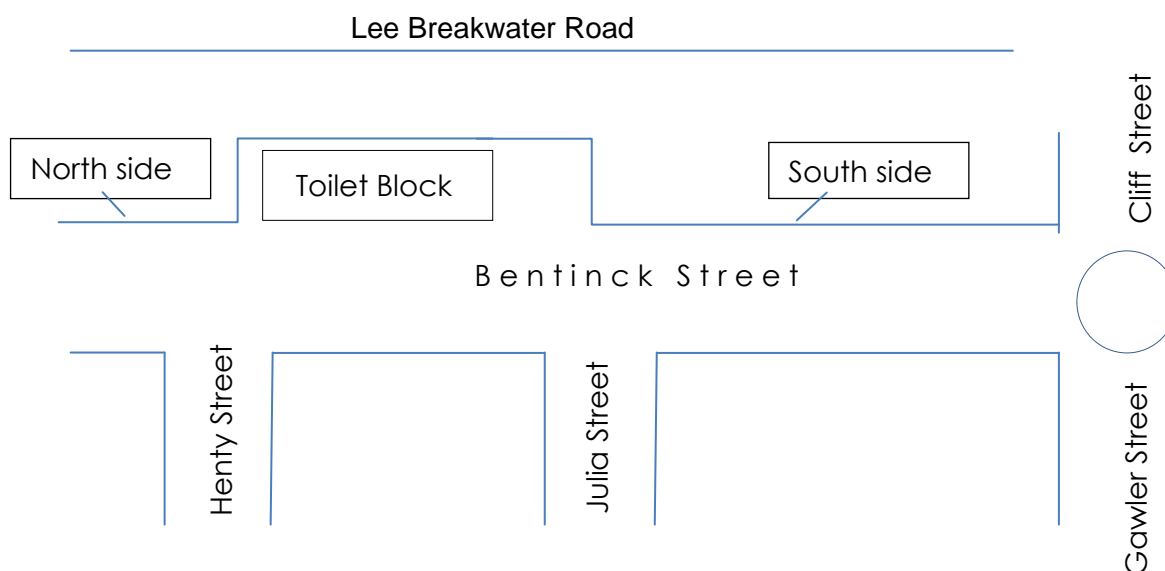 Lee Breakwater Road
Cliff Street
North side
Toilet Block
South side
Bentinck Street
Henty Street
Julia Street
Gawler Street